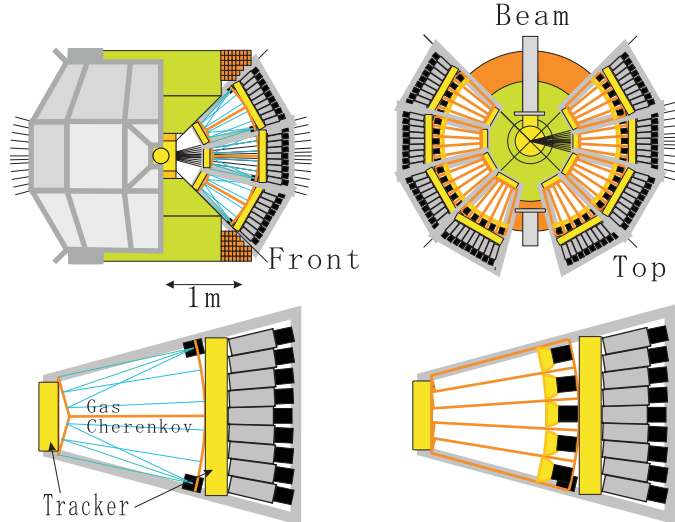 Beam
Front
Top
1m
Gas
Cherenkov
Tracker